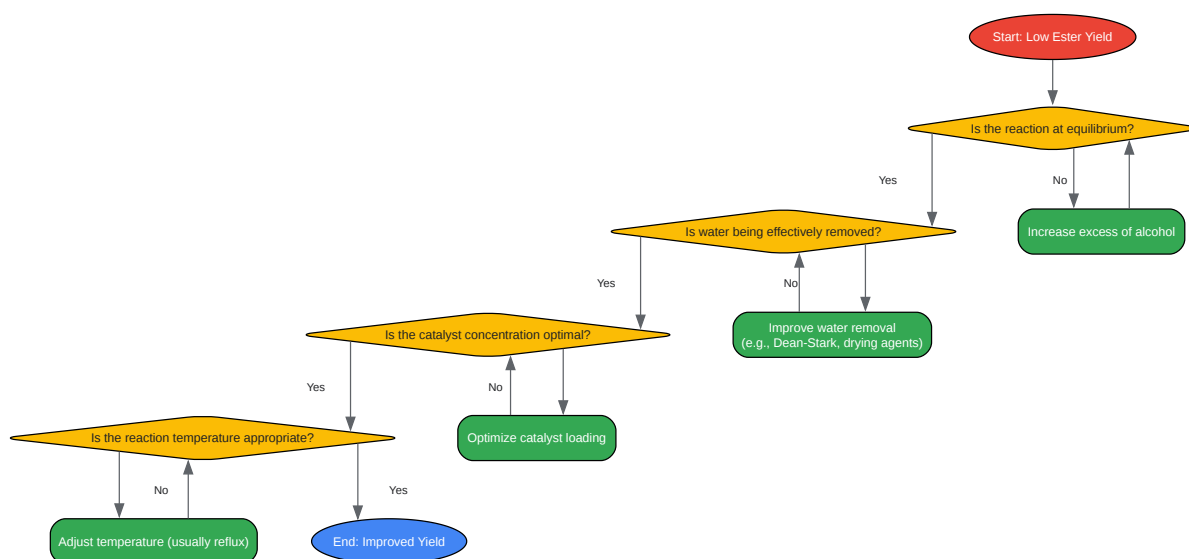 Start: Low Ester Yield
Is the reaction at equilibrium?
Yes
No
Is water being effectively removed?
Increase excess of alcohol
Yes
No
Improve water removal
(e.g., Dean-Stark, drying agents)
Is the catalyst concentration optimal?
Yes
No
Is the reaction temperature appropriate?
Optimize catalyst loading
No
Yes
Adjust temperature (usually reflux)
End: Improved Yield